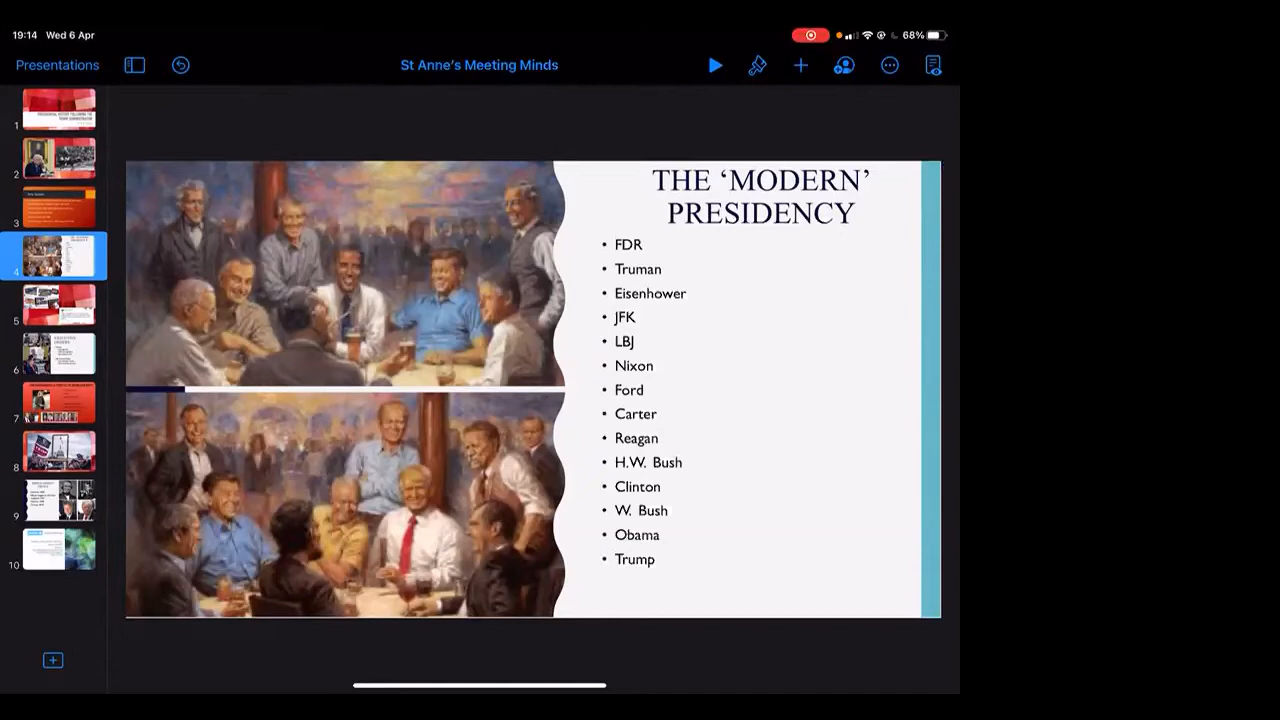 19:14 Wed 6 Apr
68%
Presentations
St Anne's Meeting Minds
1
2
3
4
5
6
7
8
9
10
THE ‘MODERN’
PRESIDENCY
• FDR
• Truman
• Eisenhower
• JFK
• LBJ
• Nixon
• Ford
• Carter
• Reagan
• H.W. Bush
• Clinton
• W. Bush
• Obama
• Trump